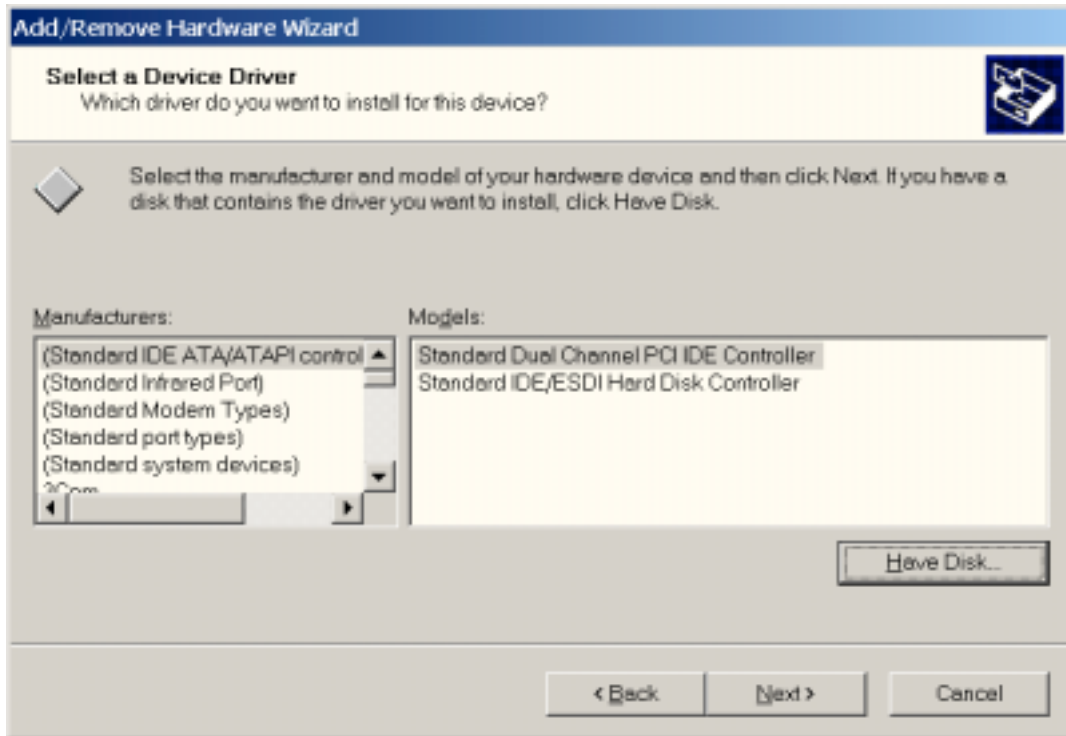 Add/Remove Hardware Wizard
Select a Device Driver
Which driver do you want to install for this device?
Select the manufacturer and model of your hardware device and then click Next. If you have a
disk that contains the driver you want to install, click Have Disk.
Manufacturers:
(Standard IDE ATA/ATAPI control
(Standard Infrared Port)
(Standard Modem Types)
(Standard port types)
(Standard system devices)
3Com
Models:
Standard Dual Channel PCI IDE Controller
Standard IDE/ESDI Hard Disk Controller
Have Disk...
< Back
Next >
Cancel